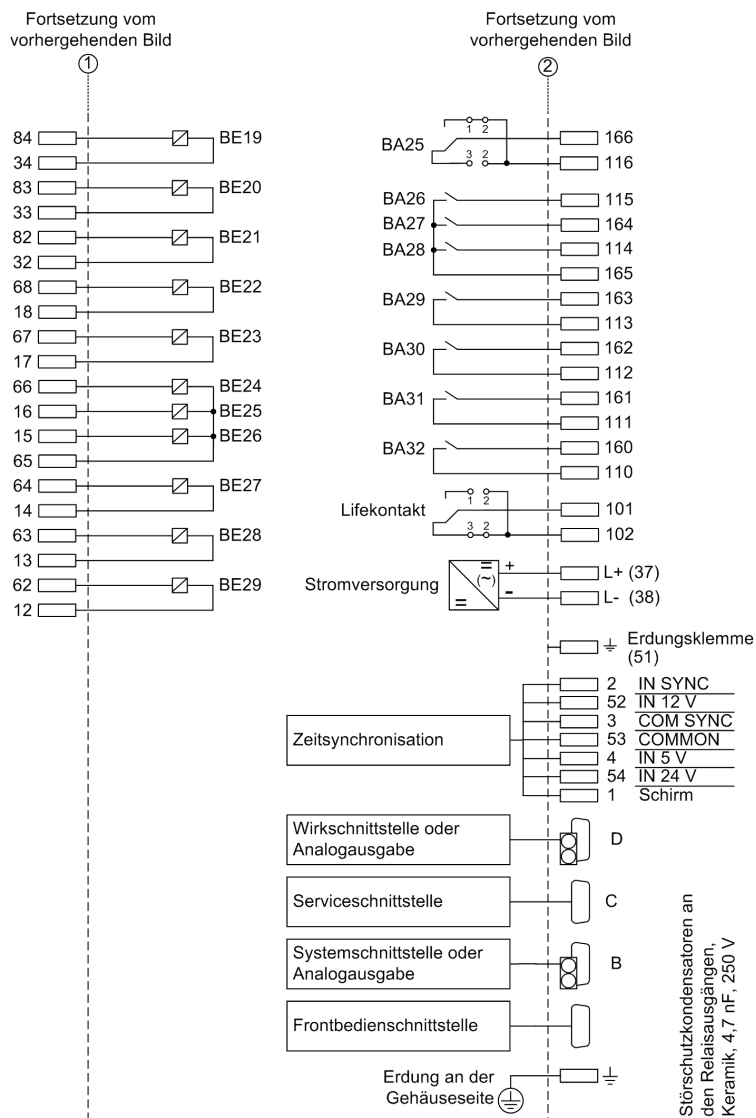 Fortsetzung vom
vorhergehenden Bild
1
84
BE19
34
83
BE20
33
82
BE21
32
68
BE22
18
67
BE23
17
66
BE24
16
BE25
15
BE26
65
64
BE27
14
63
BE28
13
62
BE29
12
Fortsetzung vom
vorhergehenden Bild
2
1 2
BA25
166
3 2
116
BA26
115
BA27
164
BA28
114
165
BA29
163
113
BA30
162
112
BA31
161
111
BA32
160
110
1 2
Lifekontakt
101
3 2
102
Stromversorgung
= (~) =
+
L+ (37)
-
L- (38)
Erdungsklemme
(51)
Zeitsynchronisation
2 IN SYNC
52 IN 12 V
3 COM SYNC
53 COMMON
4 IN 5 V
54 IN 24 V
1 Schirm
Wirkschnittstelle oder
Analogausgabe
D
Serviceschnittstelle
C
Systemschnittstelle oder
Analogausgabe
B
Frontbedienschnittstelle
Erdung an der
Gehäuseseite
Störschutzkondensatoren an
den Relaisausgängen,
Keramik, 4,7 nF, 250 V